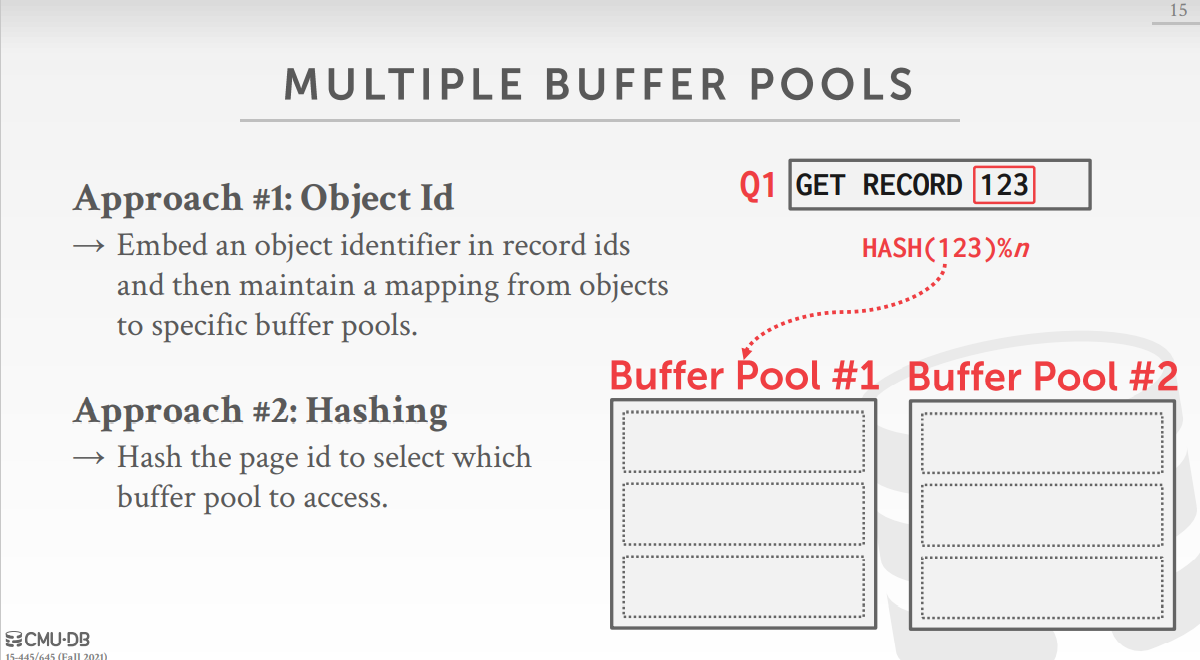 15
MULTIPLE BUFFER POOLS
Approach #1: Object Id
→ Embed an object identifier in record ids
and then maintain a mapping from objects
to specific buffer pools.
Approach #2: Hashing
→ Hash the page id to select which
buffer pool to access.
Q1 GET RECORD 123
HASH(123)%n
Buffer Pool #1 Buffer Pool #2
CMU·DB
15-445/645 (Fall 2021)